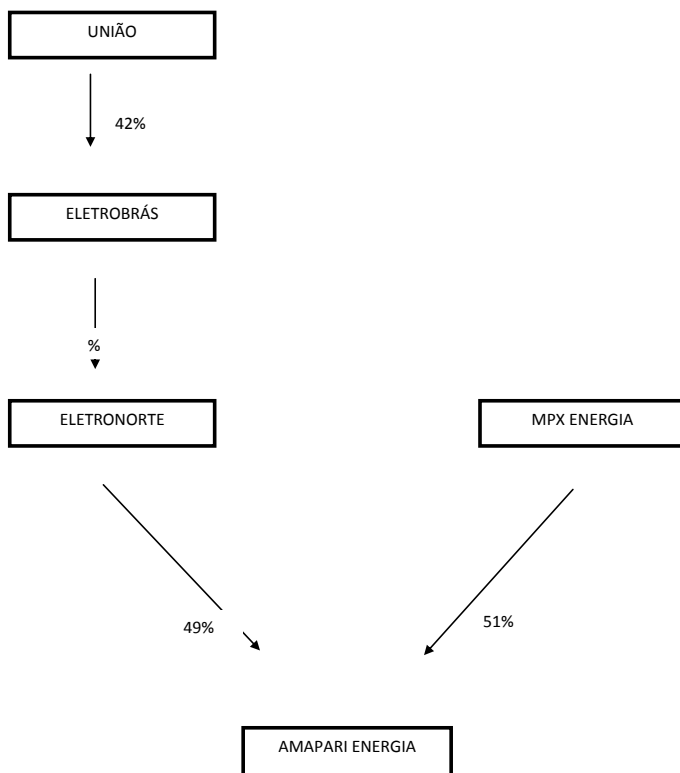 UNIÃO
42%
ELETROBRÁS
%
ELETRONORTE
MPX ENERGIA
49%
51%
AMAPARI ENERGIA